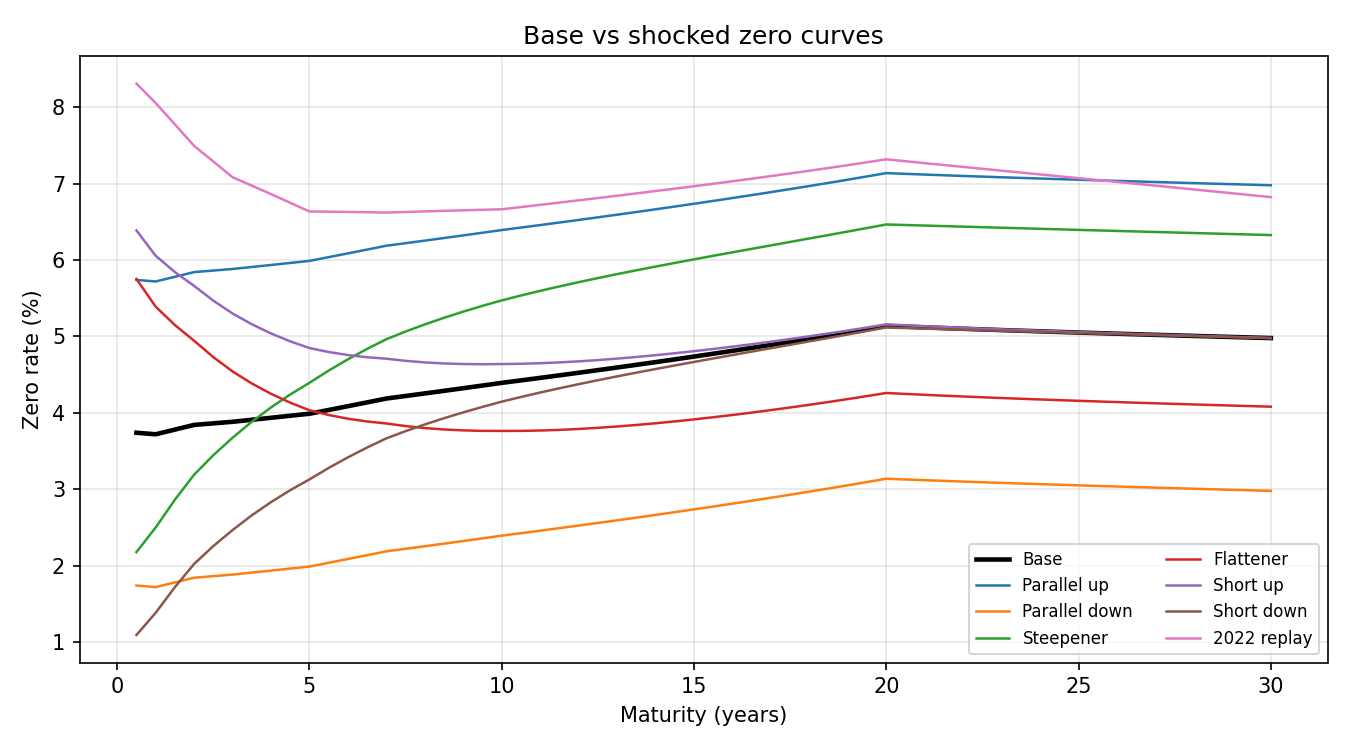 Base vs shocked zero curves
Zero rate (%)
8
7
6
5
4
3
2
1
0
5
10
15
20
25
30
Maturity (years)
Base
Parallel up
Parallel down
Steepener
Flattener
Short up
Short down
2022 replay